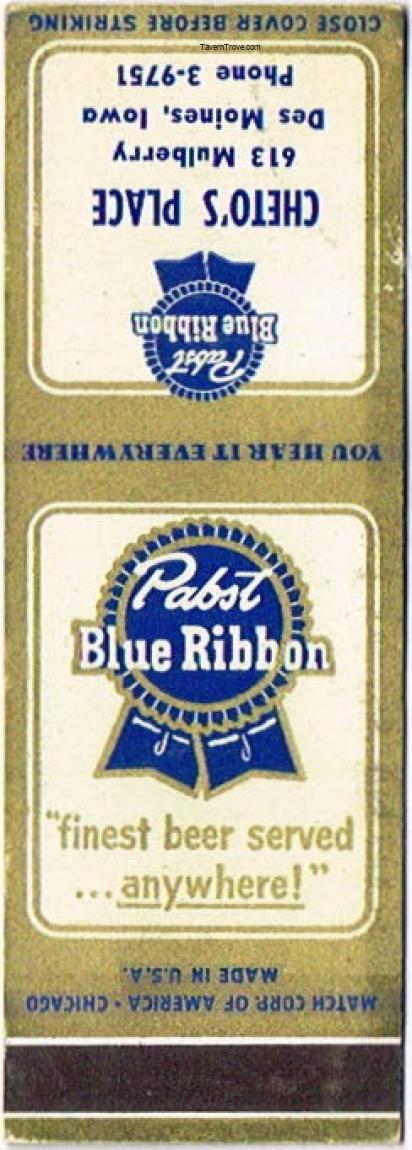 CLOSE COVER BEFORE STRIKING
TavernTrove.com
Phone 3-9751
Des Moines, Iowa
613 Mulberry
CHETO'S PLACE
Pabst
Blue Ribbon
YOU HEAR IT EVERYWHERE
Pabst
Blue Ribbon
"finest beer served
...anywhere!"
MADE IN U.S.A.
MATCH CORP. OF AMERICA • CHICAGO